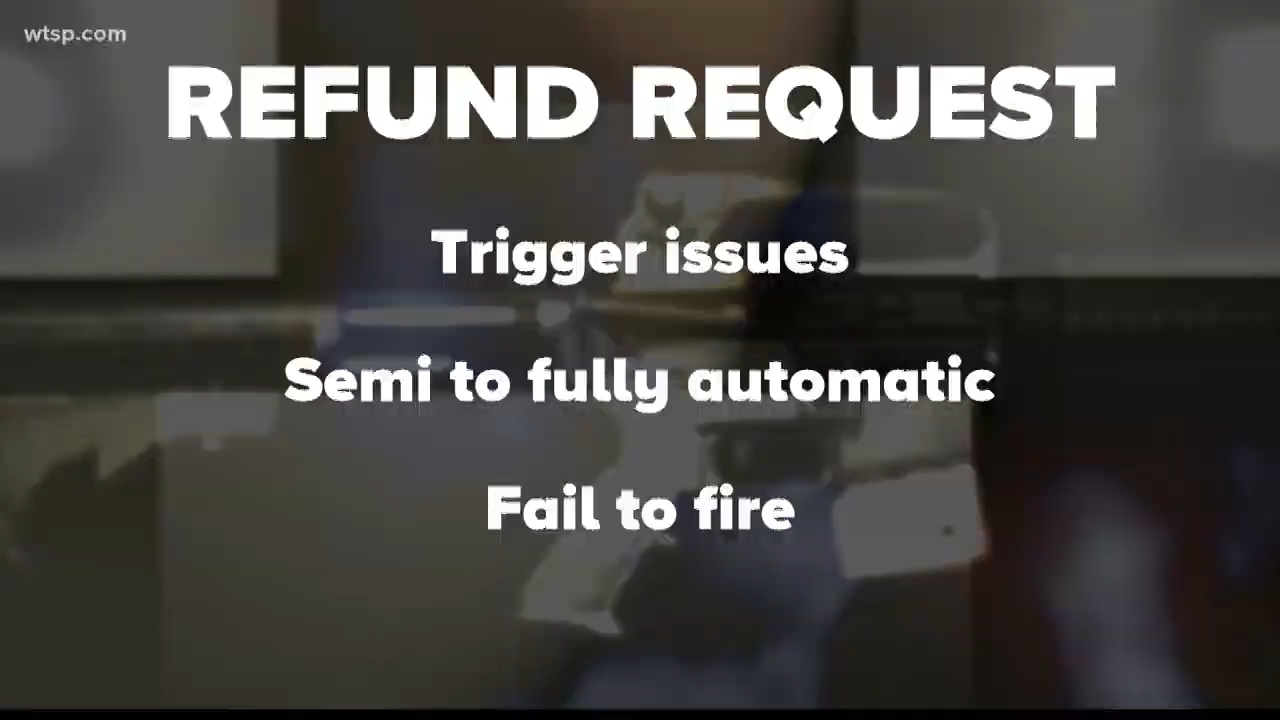 wtsp.com
REFUND REQUEST
Trigger issues
Semi to fully automatic
Fail to fire